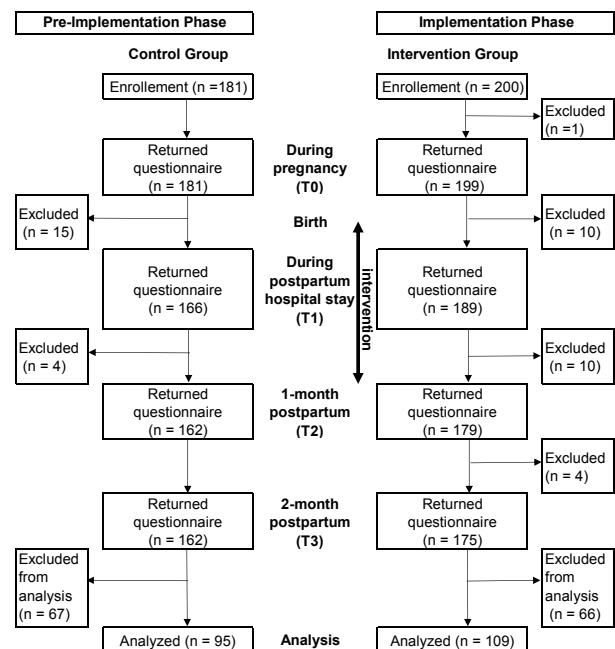 Pre-Implementation Phase
Implementation Phase
Control Group
Intervention Group
Enrollement (n =181)
Enrollement (n = 200)
Excluded
(n =1)
Returned
questionnaire
(n = 181)
During
pregnancy
(T0)
Returned
questionnaire
(n = 199)
Excluded
(n = 15)
Birth
Excluded
(n = 10)
Returned
questionnaire
(n = 166)
During
postpartum
hospital stay
(T1)
intervention
Returned
questionnaire
(n = 189)
Excluded
(n = 4)
Excluded
(n = 10)
Returned
questionnaire
(n = 162)
1-month
postpartum
(T2)
Returned
questionnaire
(n = 179)
Excluded
(n = 4)
Returned
questionnaire
(n = 162)
2-month
postpartum
(T3)
Returned
questionnaire
(n = 175)
Excluded
from
analysis
(n = 67)
Excluded
from
analysis
(n = 66)
Analyzed (n = 95)
Analysis
Analyzed (n = 109)